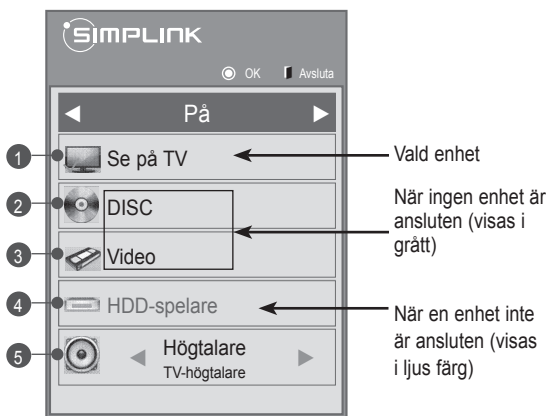 SIMPLINK
OK Avsluta
På
1 Se på TV
Vald enhet
2 DISC
När ingen enhet är
ansluten (visas i
grått)
3 Video
4 HDD-spelare
När en enhet inte
är ansluten (visas
i ljus färg)
5 Högtalare
TV-högtalare